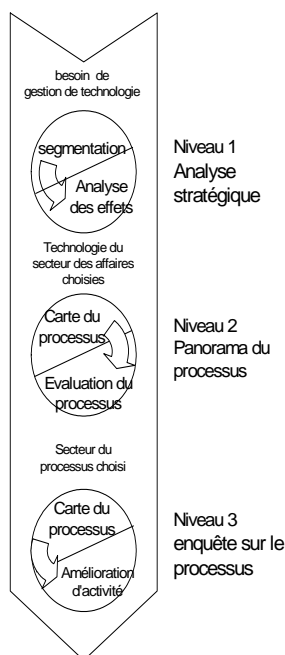 besoin de
gestion de technologie
segmentation
Analyse
des effets
Niveau 1
Analyse
stratégique
Technologie du
secteur des affaires
choisies
Carte du
processus
Evaluation du
processus
Niveau 2
Panorama du
processus
Secteur du
processus choisi
Carte du
processus
Amélioration
d'activité
Niveau 3
enquête sur le
processus